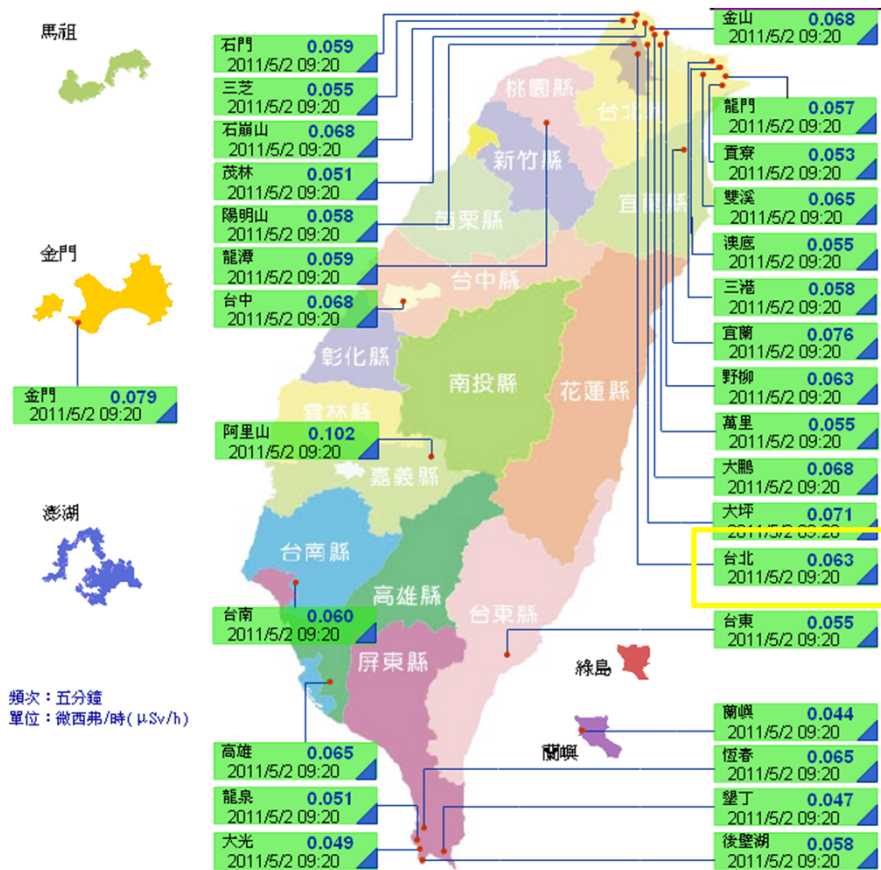 馬祖
金門
金門 0.079
2011/5/2 09:20
澎湖
頻次：五分鐘
單位：微西弗/時(μSv/h)
石門 0.059
2011/5/2 09:20
三芝 0.055
2011/5/2 09:20
石崩山 0.068
2011/5/2 09:20
茂林 0.051
2011/5/2 09:20
陽明山 0.058
2011/5/2 09:20
龍潭 0.059
2011/5/2 09:20
台中 0.068
2011/5/2 09:20
阿里山 0.102
2011/5/2 09:20
台南 0.060
2011/5/2 09:20
高雄 0.065
2011/5/2 09:20
龍泉 0.051
2011/5/2 09:20
大光 0.049
2011/5/2 09:20
桃園縣
新竹縣
苗栗縣
宜蘭縣
台中縣
彰化縣
南投縣
花蓮縣
雲林縣
嘉義縣
台南縣
高雄縣
台東縣
屏東縣
綠島
蘭嶼
金山 0.068
2011/5/2 09:20
龍門 0.057
2011/5/2 09:20
貢寮 0.053
2011/5/2 09:20
雙溪 0.065
2011/5/2 09:20
澳底 0.055
2011/5/2 09:20
三港 0.058
2011/5/2 09:20
宜蘭 0.076
2011/5/2 09:20
野柳 0.063
2011/5/2 09:20
萬里 0.055
2011/5/2 09:20
大鵬 0.068
2011/5/2 09:20
大坪 0.071
2011/5/2 09:20
台北 0.063
2011/5/2 09:20
台東 0.055
2011/5/2 09:20
蘭嶼 0.044
2011/5/2 09:20
恆春 0.065
2011/5/2 09:20
墾丁 0.047
2011/5/2 09:20
後壁湖 0.058
2011/5/2 09:20